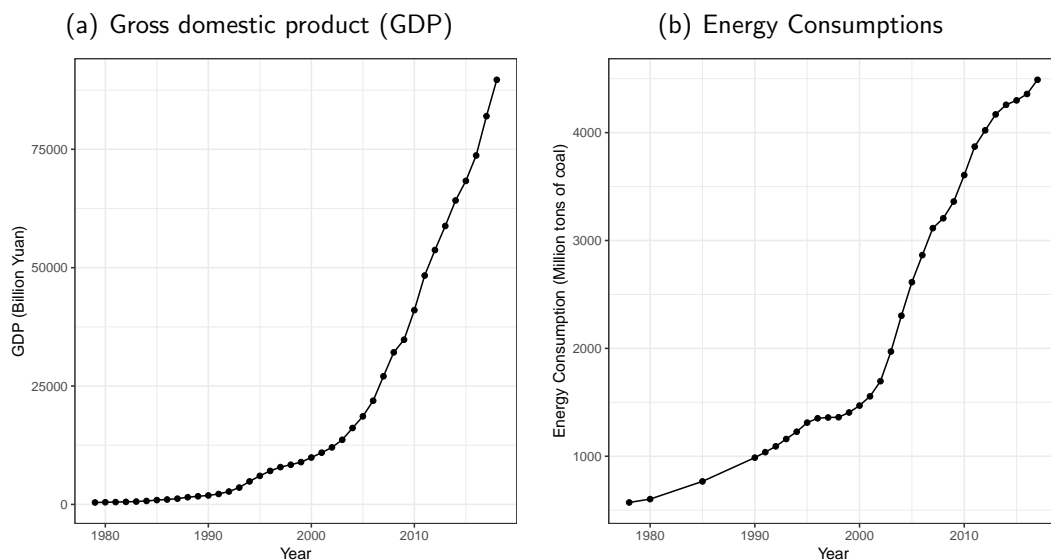 (a) Gross domestic product (GDP)
75000
50000
25000
0
GDP (Billion Yuan)
1980 1990 2000 2010
Year
(b) Energy Consumptions
4000
3000
2000
1000
Energy Consumption (Million tons of coal)
1980 1990 2000 2010
Year